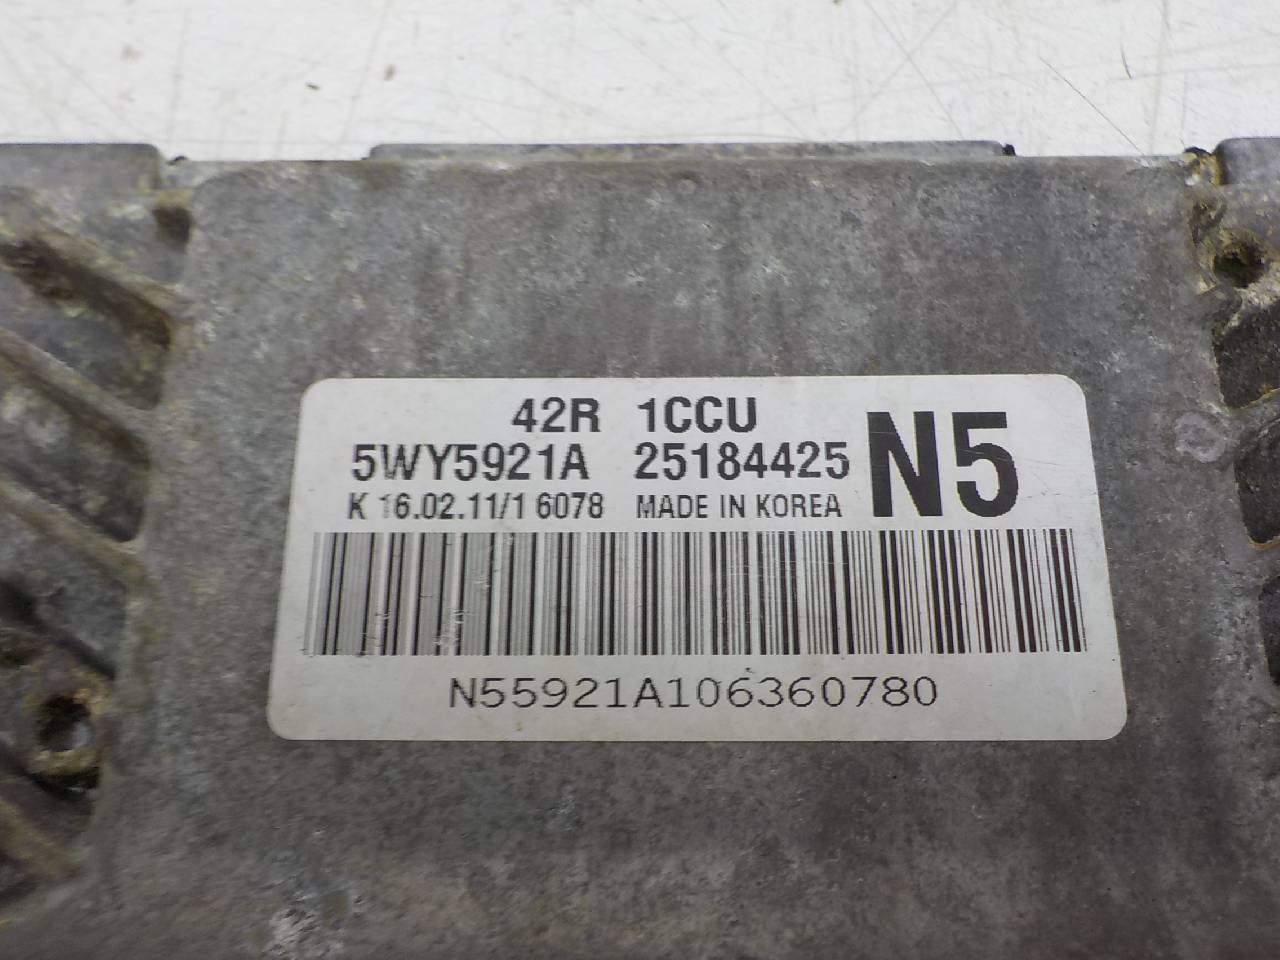 42R 1CCU
5WY5921A 25184425 N5
K 16.02.11/1 6078 MADE IN KOREA
N55921A106360780